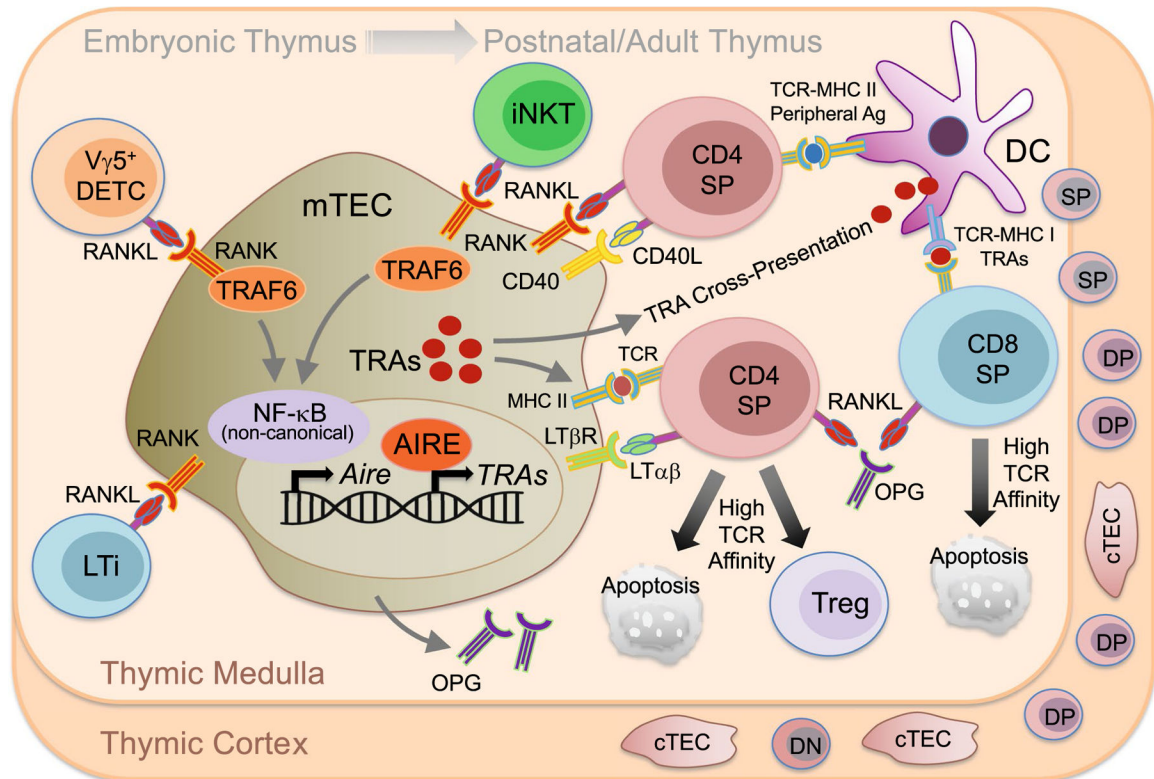 Embryonic Thymus
Postnatal/Adult Thymus
iNKT
TCR-MHC II
Peripheral Ag
DC
Vγ5⁺
DETC
CD4
SP
SP
mTEC
RANKL
RANKL
RANK
RANK
TRAF6
TRAF6
CD40
CD40L
TCR-MHC I
TRAs
SP
TRA Cross-Presentation
TRAs
TCR
MHC II
CD4
SP
CD8
SP
DP
RANKL
DP
NF-κB
(non-canonical)
RANK
AIRE
Aire
TRAs
LTβR
LTαβ
RANKL
OPG
High
TCR
Affinity
High
TCR
Affinity
LTi
cTEC
Apoptosis
Treg
Apoptosis
DP
OPG
Thymic Medulla
DP
Thymic Cortex
cTEC
DN
cTEC